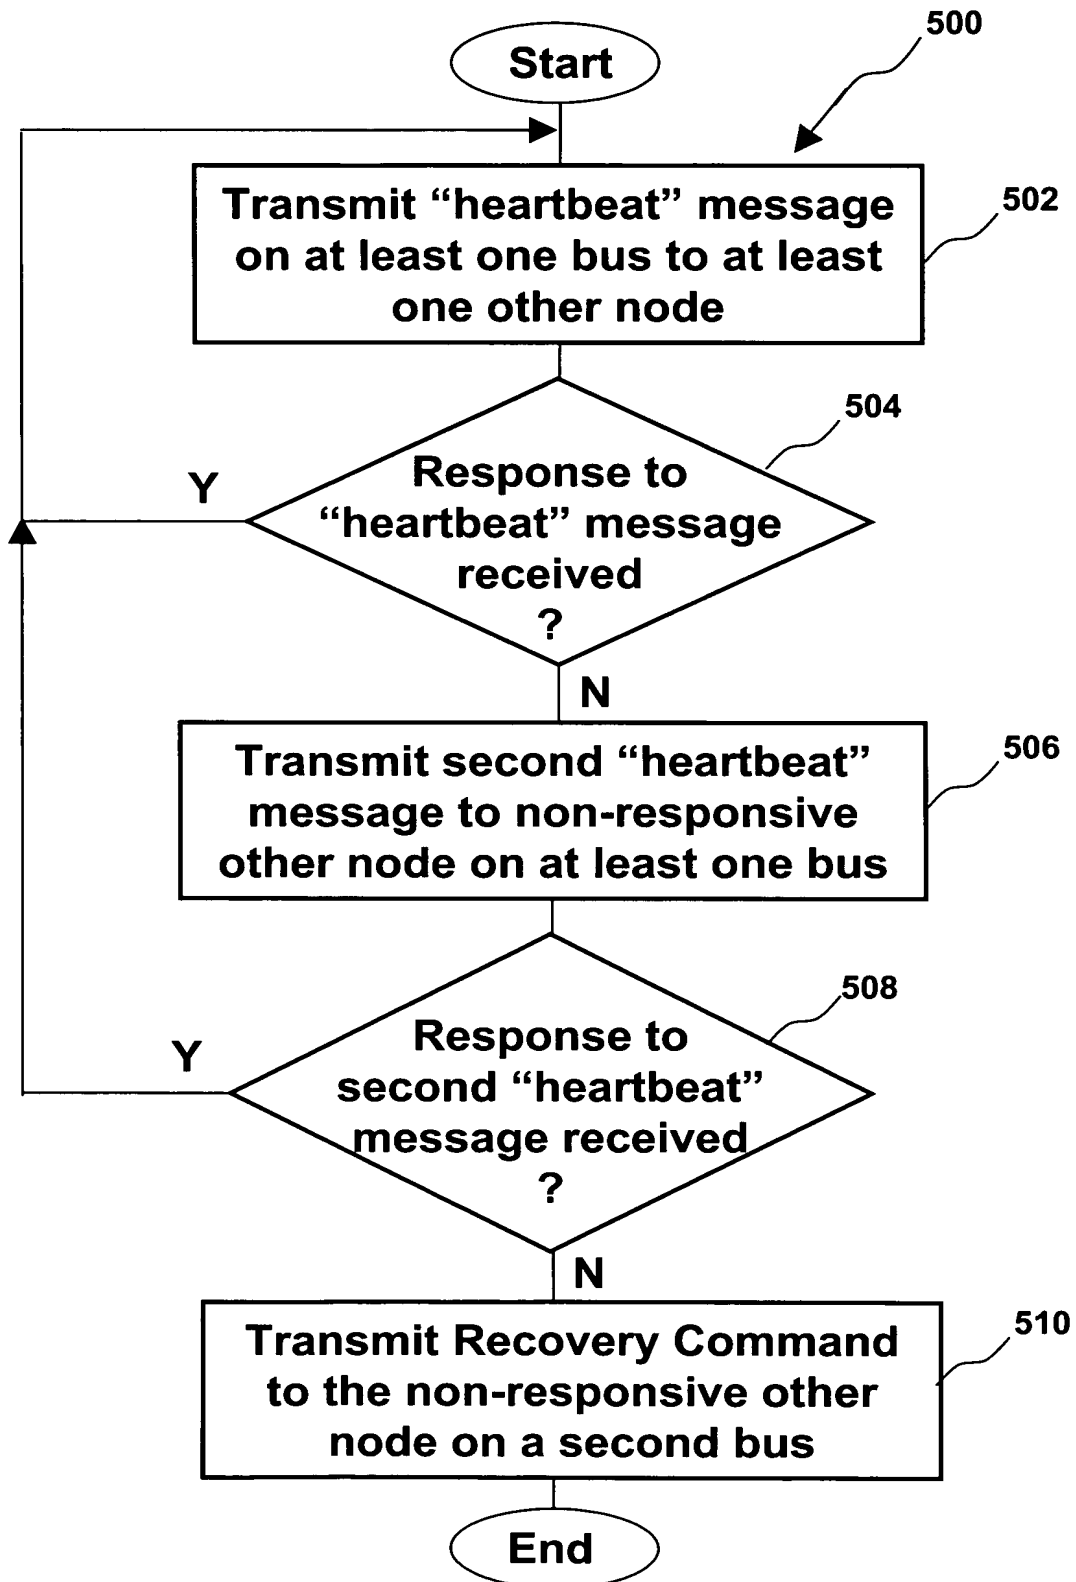 500
Start
Transmit “heartbeat” message
on at least one bus to at least
one other node
502
504
Response to
“heartbeat” message
received
?
Y
N
Transmit second “heartbeat”
message to non-responsive
other node on at least one bus
506
508
Response to
second “heartbeat”
message received
?
Y
N
Transmit Recovery Command
to the non-responsive other
node on a second bus
510
End